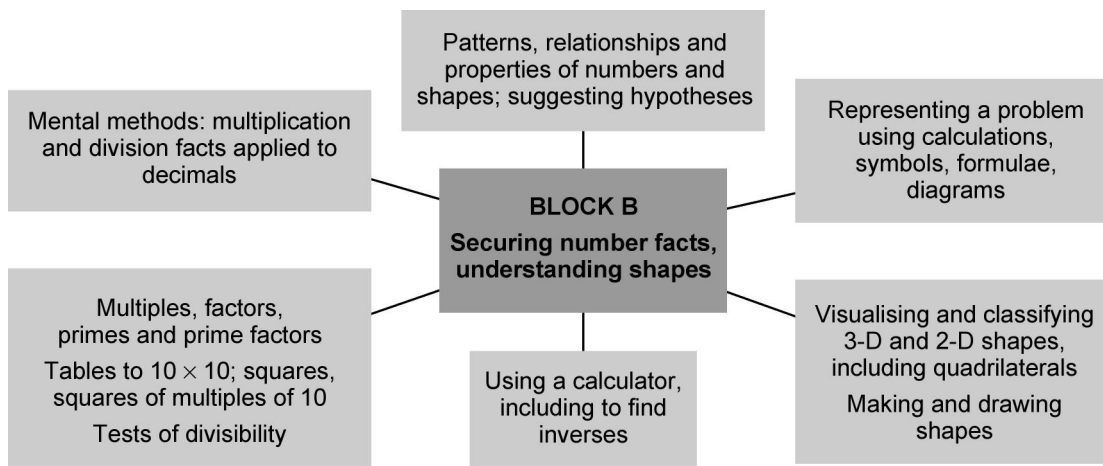 Patterns, relationships and
properties of numbers and
shapes; suggesting hypotheses
Mental methods: multiplication
and division facts applied to
decimals
Representing a problem
using calculations,
symbols, formulae,
diagrams
BLOCK B
Securing number facts,
understanding shapes
Multiples, factors,
primes and prime factors
Tables to 10 × 10; squares,
squares of multiples of 10
Tests of divisibility
Using a calculator,
including to find
inverses
Visualising and classifying
3-D and 2-D shapes,
including quadrilaterals
Making and drawing
shapes